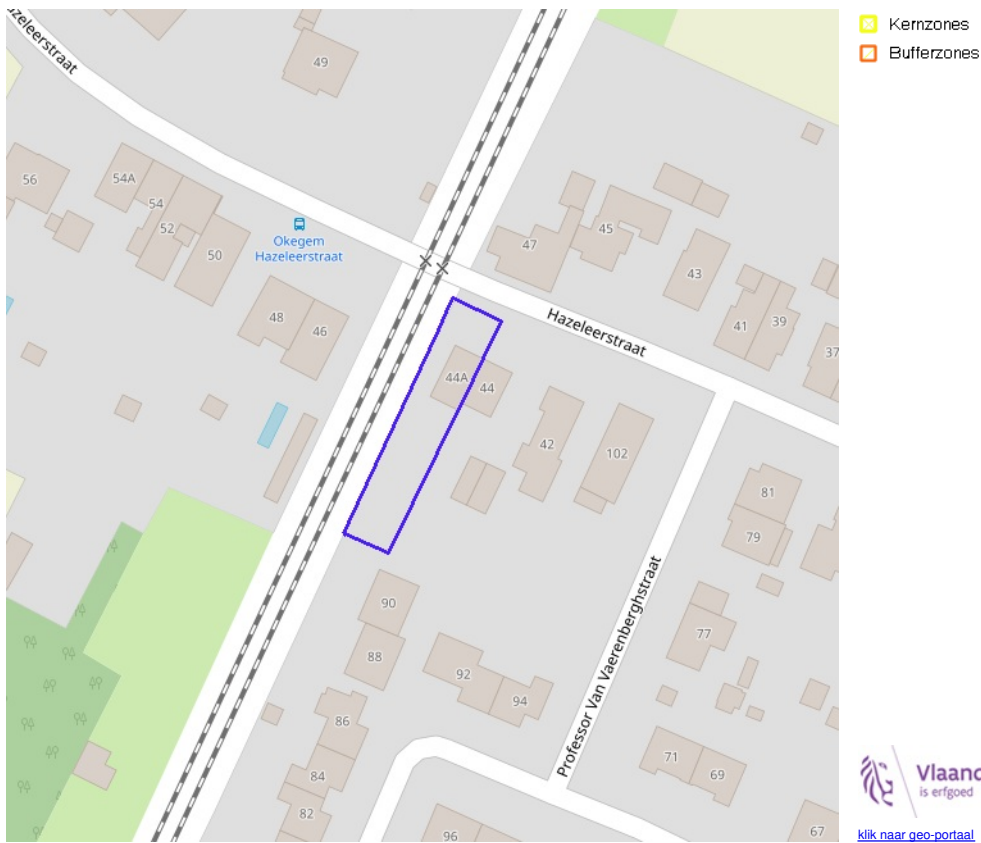 Kernzones
Bufferzones
Hazeleerstraat
49
56
54A
54
52
50
Okegem
Hazeleerstraat
47
45
43
41
39
37
48
46
Hazeleerstraat
44A
44
42
102
81
79
90
88
77
92
94
86
84
82
71
69
96
67
Professor Van Vaerenberghstraat
Vlaand
is erfgoed
klik naar geo-portaal